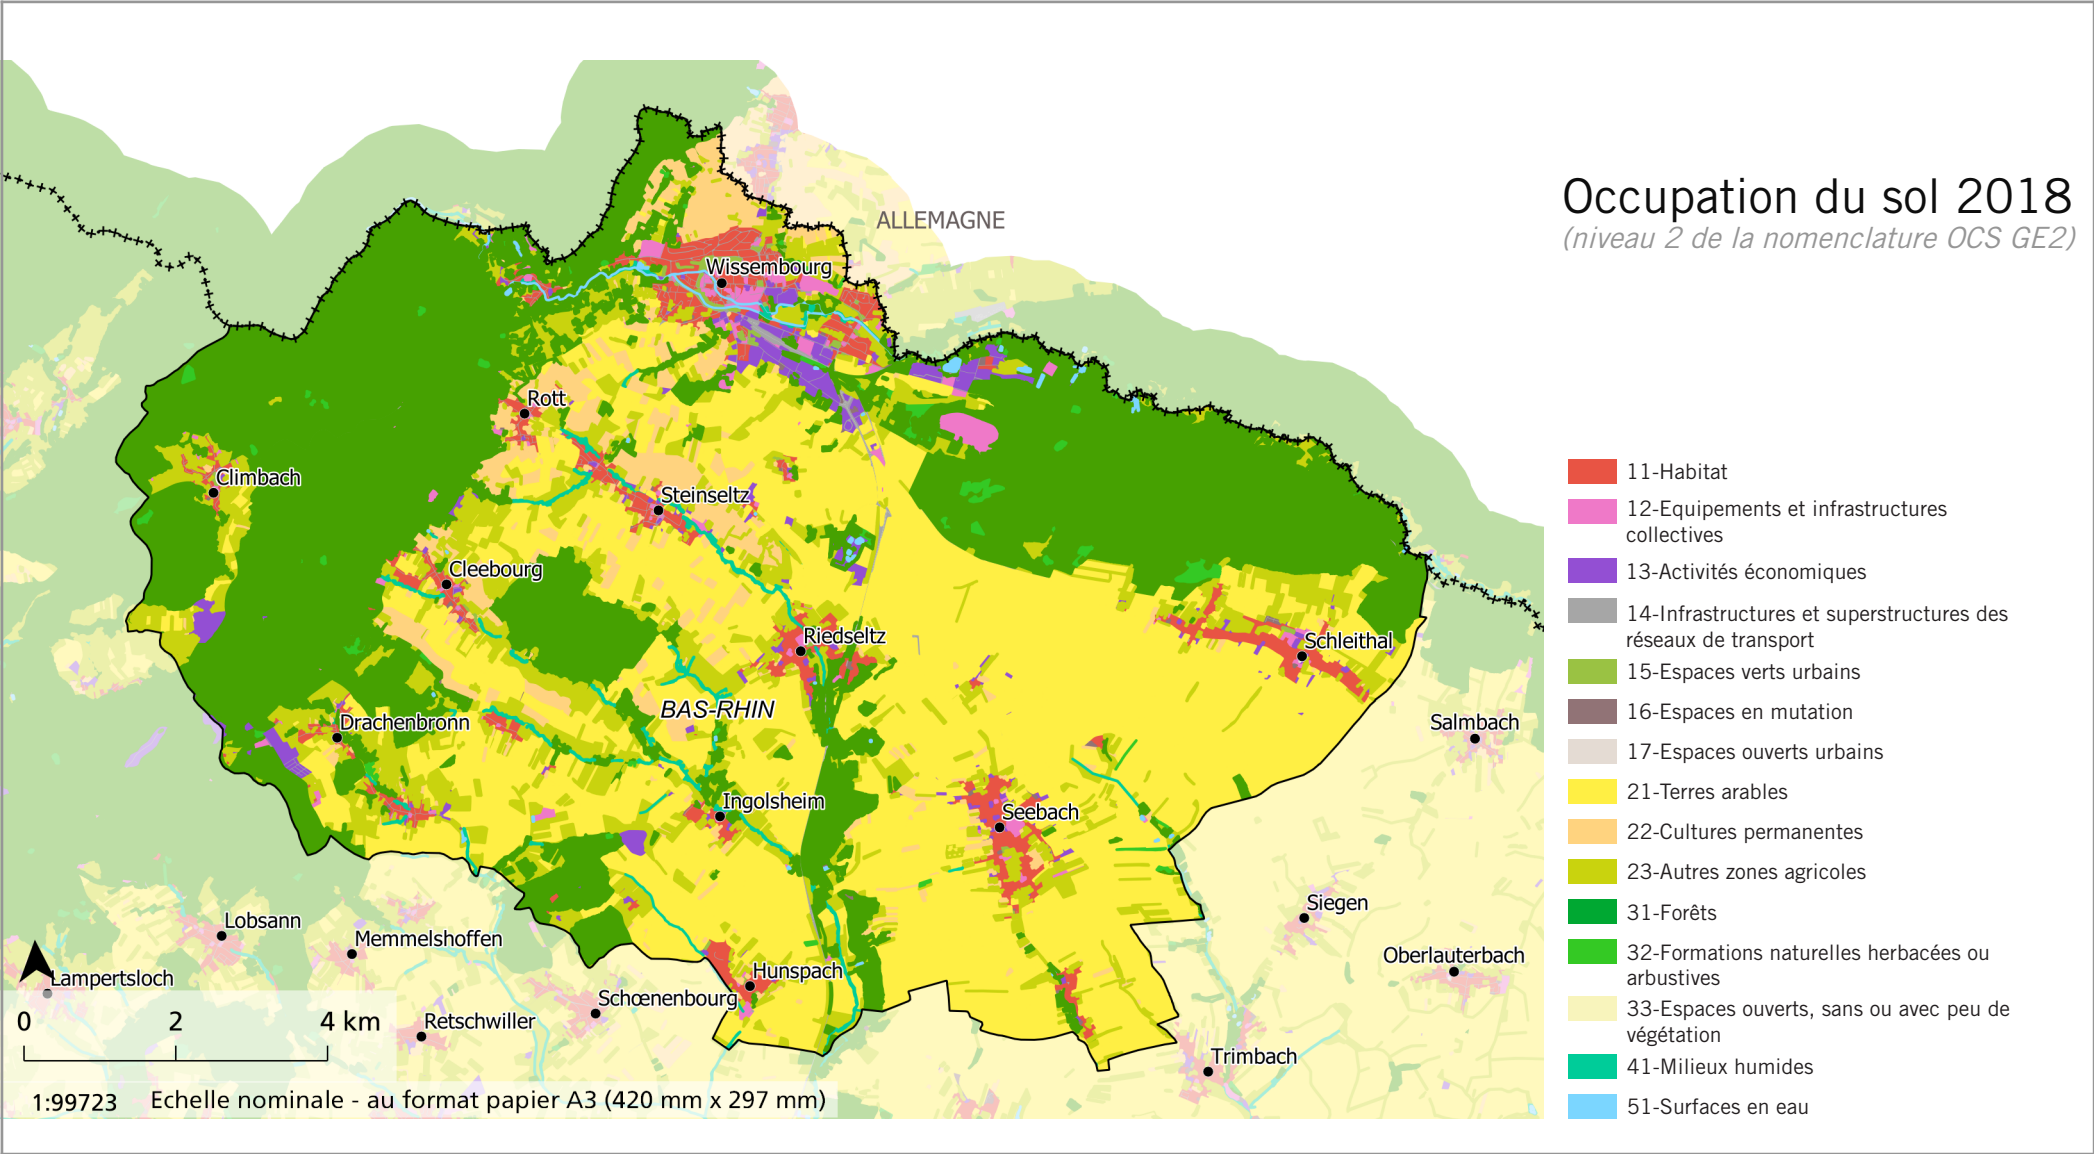 Occupation du sol 2018
(niveau 2 de la nomenclature OCS GE2)
ALLEMAGNE
Wissembourg
Rott
Climbach
Steinseltz
Cleebourg
Riedseltz
Schleithal
BAS-RHIN
Drachenbronn
Salmbach
Ingolsheim
Seebach
Siegen
Lobsann
Memmelshoffen
Oberlauterbach
Lampertsloch
Hunspach
Schœnenbourg
Retschwiller
Trimbach
0 2 4 km
1:99723 Echelle nominale - au format papier A3 (420 mm x 297 mm)
11-Habitat
12-Equipements et infrastructures
collectives
13-Activités économiques
14-Infrastructures et superstructures des
réseaux de transport
15-Espaces verts urbains
16-Espaces en mutation
17-Espaces ouverts urbains
21-Terres arables
22-Cultures permanentes
23-Autres zones agricoles
31-Forêts
32-Formations naturelles herbacées ou
arbustives
33-Espaces ouverts, sans ou avec peu de
végétation
41-Milieux humides
51-Surfaces en eau